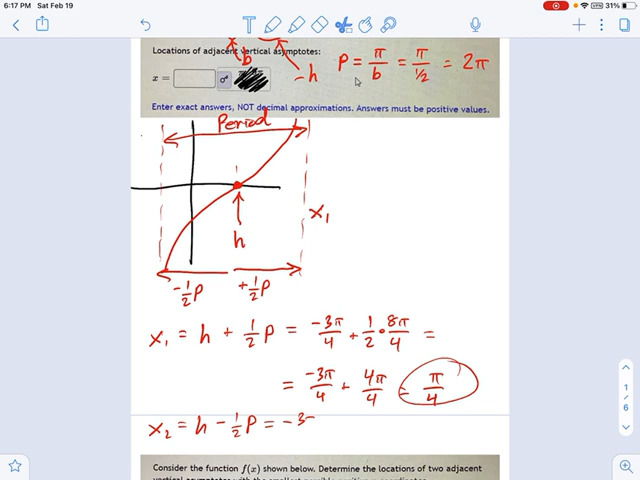 6:17 PM Sat Feb 19
31%
b
-h
Locations of adjacent vertical asymptotes:
x =
P = π/b = π/(1/2) = 2π
Enter exact answers, NOT decimal approximations. Answers must be positive values.
Period
x₁
h
-½P +½P
x₁ = h + ½P = -3π/4 + 1/2 • 8π/4 =
= -3π/4 + 4π/4 = π/4
x₂ = h - ½P = -3
1
/
6
Consider the function f(x) shown below. Determine the locations of two adjacent